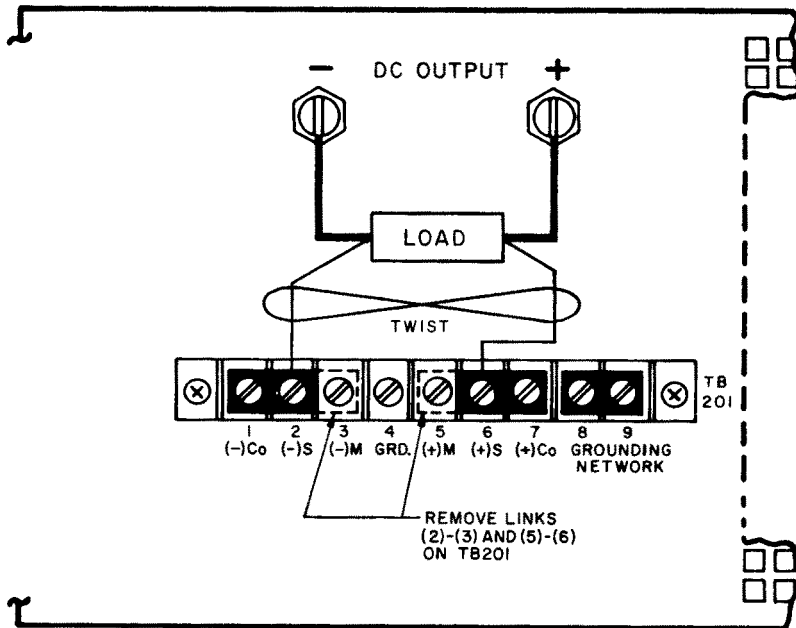 − DC OUTPUT +
LOAD
TWIST
TB
201
1 2 3 4 5 6 7 8 9
(-)Co (-)S (-)M GRD. (+)M (+)S (+)Co GROUNDING
NETWORK
REMOVE LINKS
(2)-(3) AND (5)-(6)
ON TB201